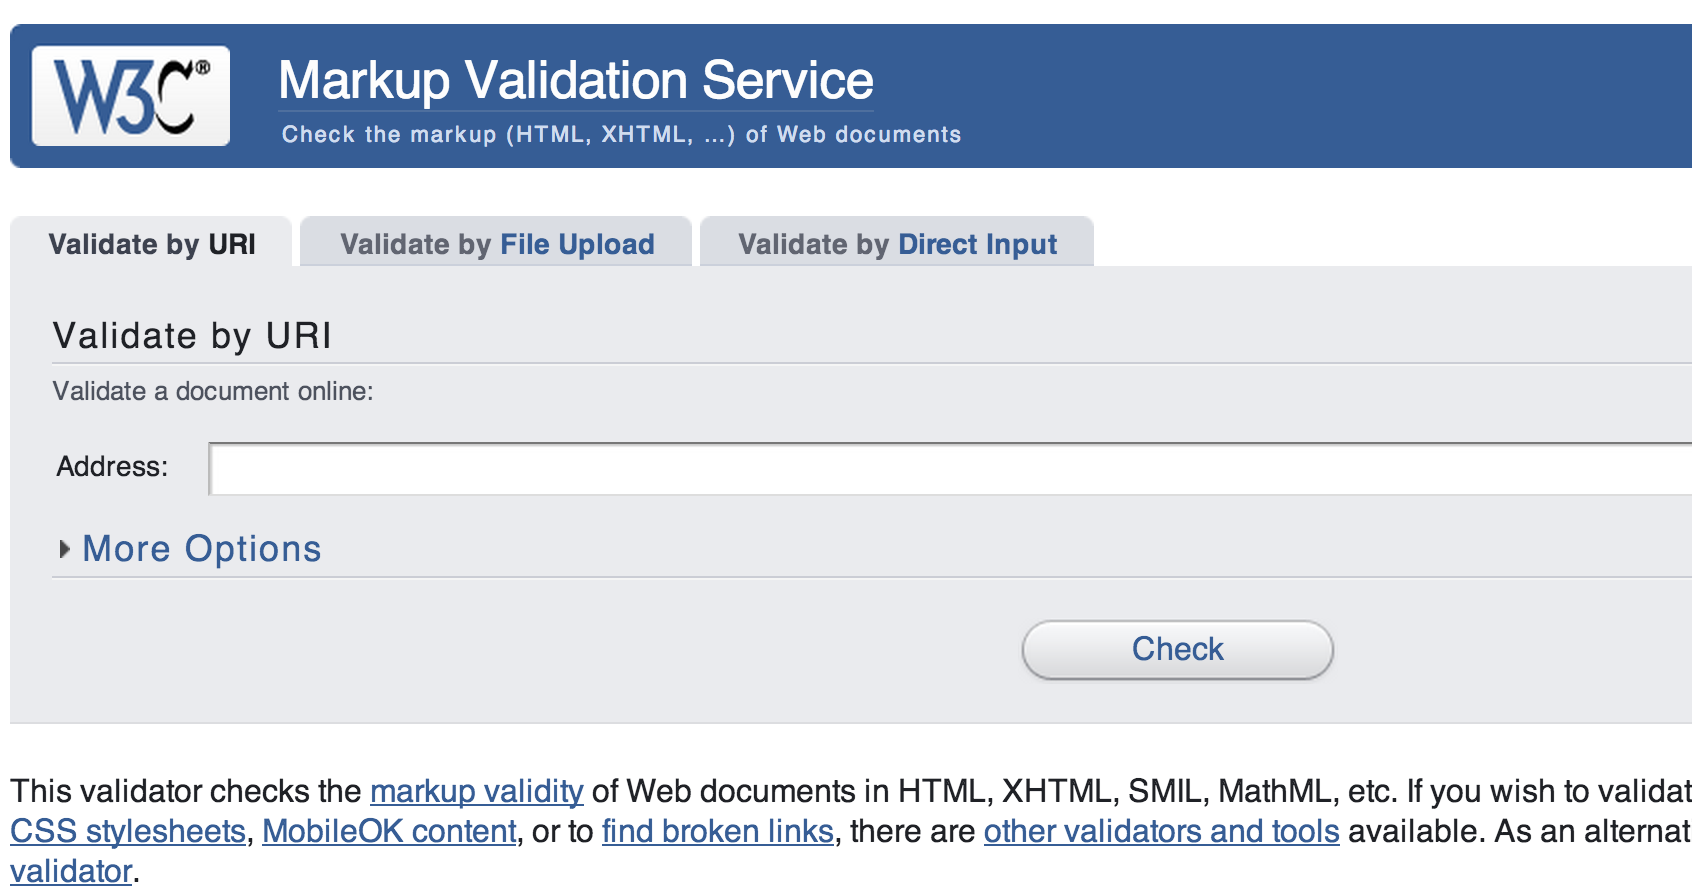 W3C®
Markup Validation Service
Check the markup (HTML, XHTML, ...) of Web documents
Validate by URI
Validate by File Upload
Validate by Direct Input
Validate by URI
Validate a document online:
Address:
More Options
Check
This validator checks the markup validity of Web documents in HTML, XHTML, SMIL, MathML, etc. If you wish to validat
CSS stylesheets, MobileOK content, or to find broken links, there are other validators and tools available. As an alternat
validator.